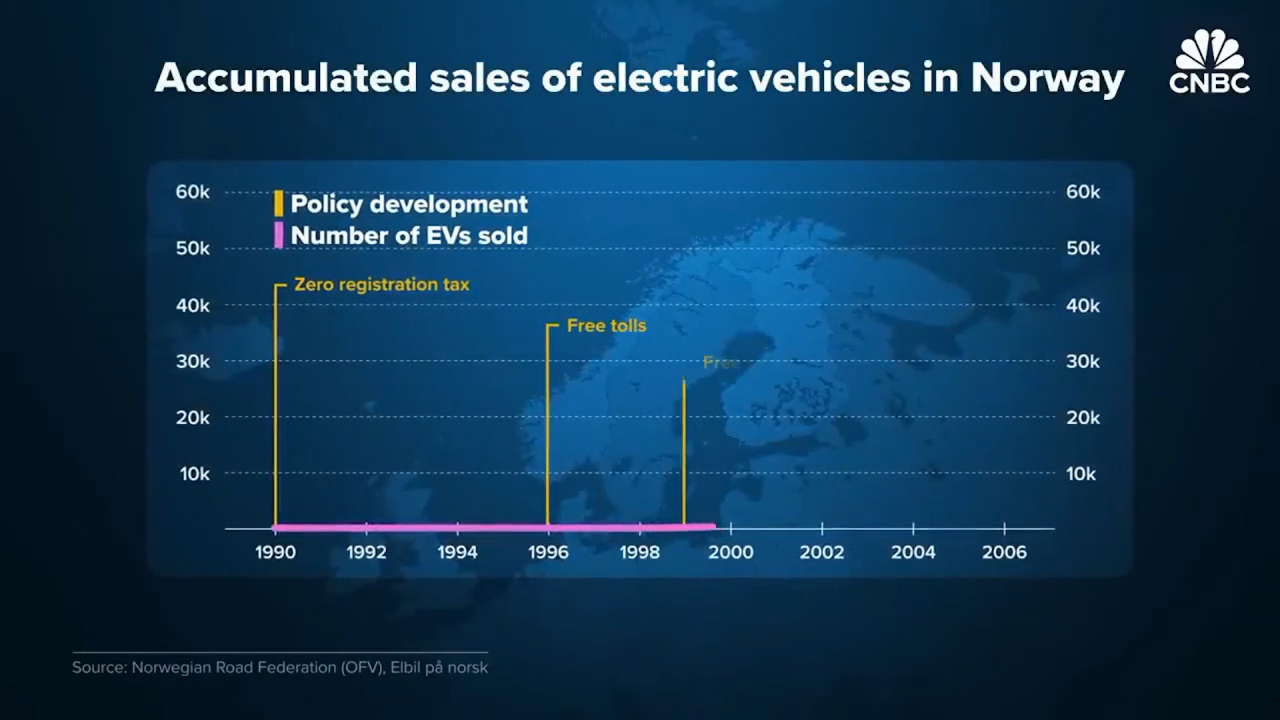 Accumulated sales of electric vehicles in Norway
CNBC
60k 60k
Policy development
Number of EVs sold
50k 50k
Zero registration tax
40k 40k
Free tolls
30k Free 30k
20k 20k
10k 10k
1990 1992 1994 1996 1998 2000 2002 2004 2006
Source: Norwegian Road Federation (OFV), Elbil på norsk